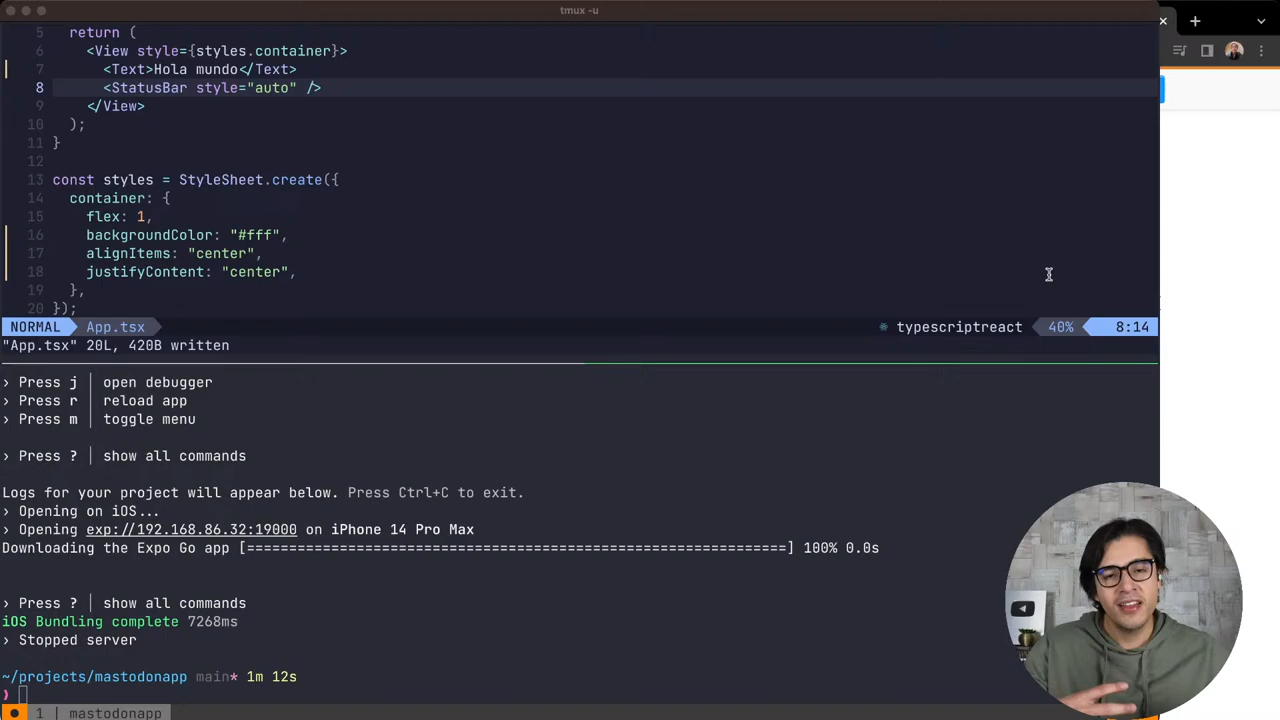 tmux -u
5 return (
6 <View style={styles.container}>
7 <Text>Hola mundo</Text>
8 <StatusBar style="auto" />
9 </View>
10 );
11 }
12
13 const styles = StyleSheet.create({
14 container: {
15 flex: 1,
16 backgroundColor: "#fff",
17 alignItems: "center",
18 justifyContent: "center",
19 },
20 });
NORMAL App.tsx typescriptreact 40% 8:14
"App.tsx" 20L, 420B written
› Press j │ open debugger
› Press r │ reload app
› Press m │ toggle menu
› Press ? │ show all commands
Logs for your project will appear below. Press Ctrl+C to exit.
› Opening on iOS...
› Opening exp://192.168.86.32:19000 on iPhone 14 Pro Max
Downloading the Expo Go app [================================================================] 100% 0.0s
› Press ? │ show all commands
iOS Bundling complete 7268ms
› Stopped server
~/projects/mastodonapp main* 1m 12s
❯
1 | mastodonapp